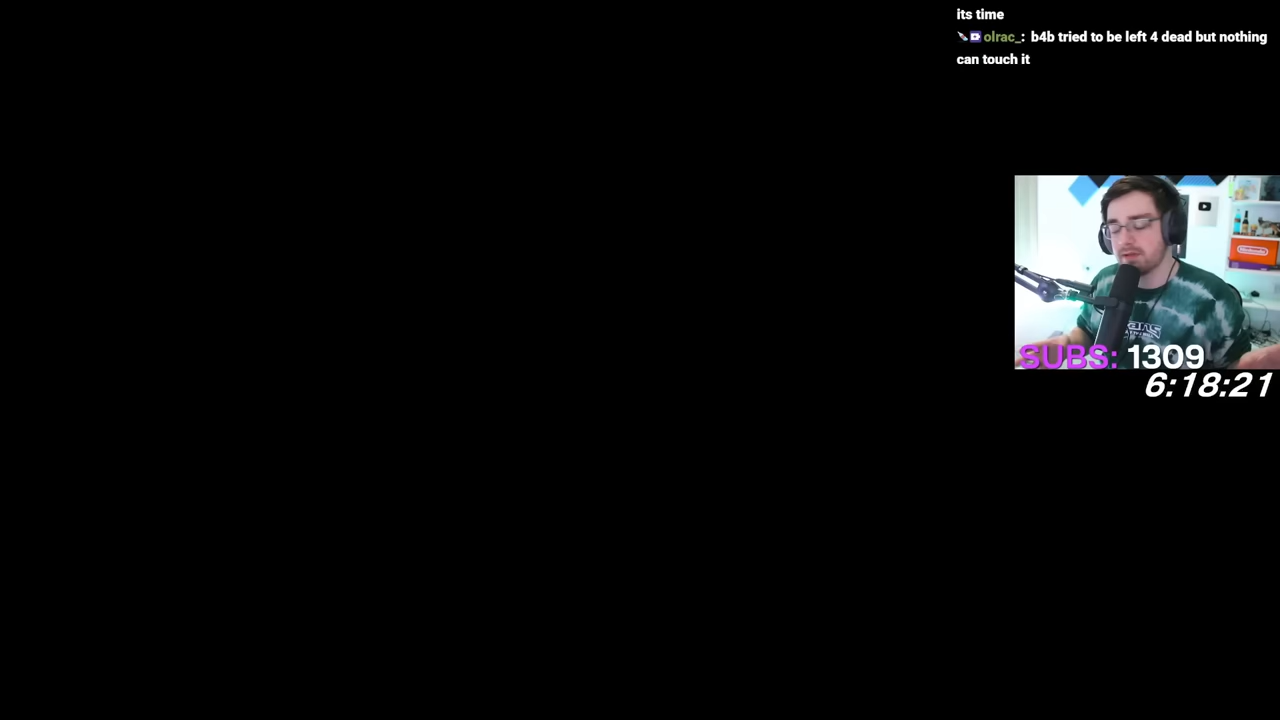 its time
olrac_: b4b tried to be left 4 dead but nothing
can touch it
Nintendo
SUBS: 1309
6:18:21